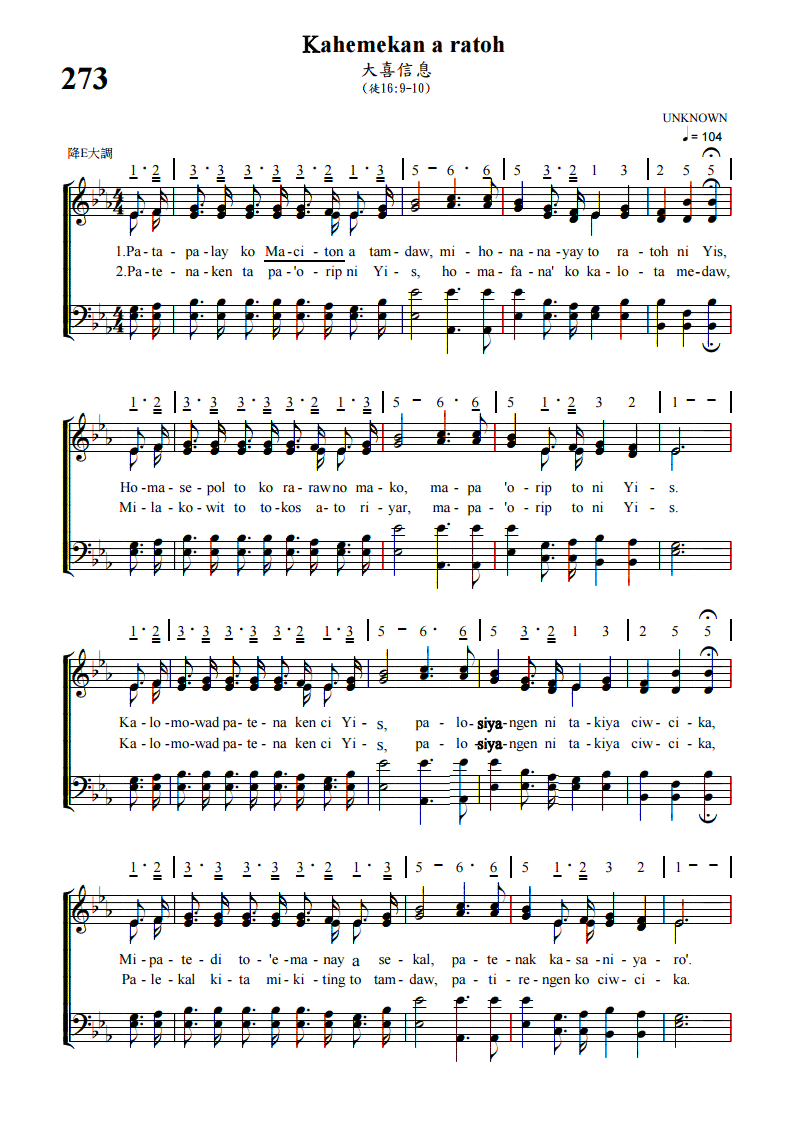 Kahemekan a ratoh
273
大喜信息
(徒16:9-10)
UNKNOWN
♩= 104
降E大調
1 · 2 | 3 · 3 3 · 3 3 · 2 1 · 3 | 5 – 6 · 6 | 5 3 · 2 1 3 | 2 5 5 |
1.Pa-ta-pa-lay ko Ma-ci-ton a tam-daw, mi-ho-na-nay to ra-toh ni Yis,
2.Pa-te-na-ken ta pa-'o-rip ni Yi-s, ho-ma-fa-na' ko ka-lo-ta me-daw,
1 · 2 | 3 · 3 3 · 3 3 · 2 1 · 3 | 5 – 6 · 6 | 5 1 · 2 3 2 | 1 – – |
Ho-ma-se-pol to ko ra-raw no ma-ko, ma-pa 'o-rip to ni Yi-s.
Mi-la-ko-wit to to-kos a-to ri-yar, ma-pa-'o-rip to ni Yi-s.
1 · 2 | 3 · 3 3 · 3 3 · 2 1 · 3 | 5 – 6 · 6 | 5 3 · 2 1 3 | 2 5 5 |
Ka-lo-mo-wad pa-te-na ken ci Yi-s, pa-lo-siya-ngen ni ta-kiya ciw-ci-ka,
Ka-lo-mo-wad pa-te-na ken ci Yi-s, pa-lo-siya-ngen ni ta-kiya ciw-ci-ka,
1 · 2 | 3 · 3 3 · 3 3 · 2 1 · 3 | 5 – 6 · 6 | 5 1 · 2 3 2 | 1 – – |
Mi-pa-te-di to-'e-ma-nay a se-kal, pa-te-nak ka-sa-ni-ya-ro'.
Pa-le-kal ki-ta mi-ki-ting to tam-daw, pa-ti-re-ngen ko ciw-ci-ka.